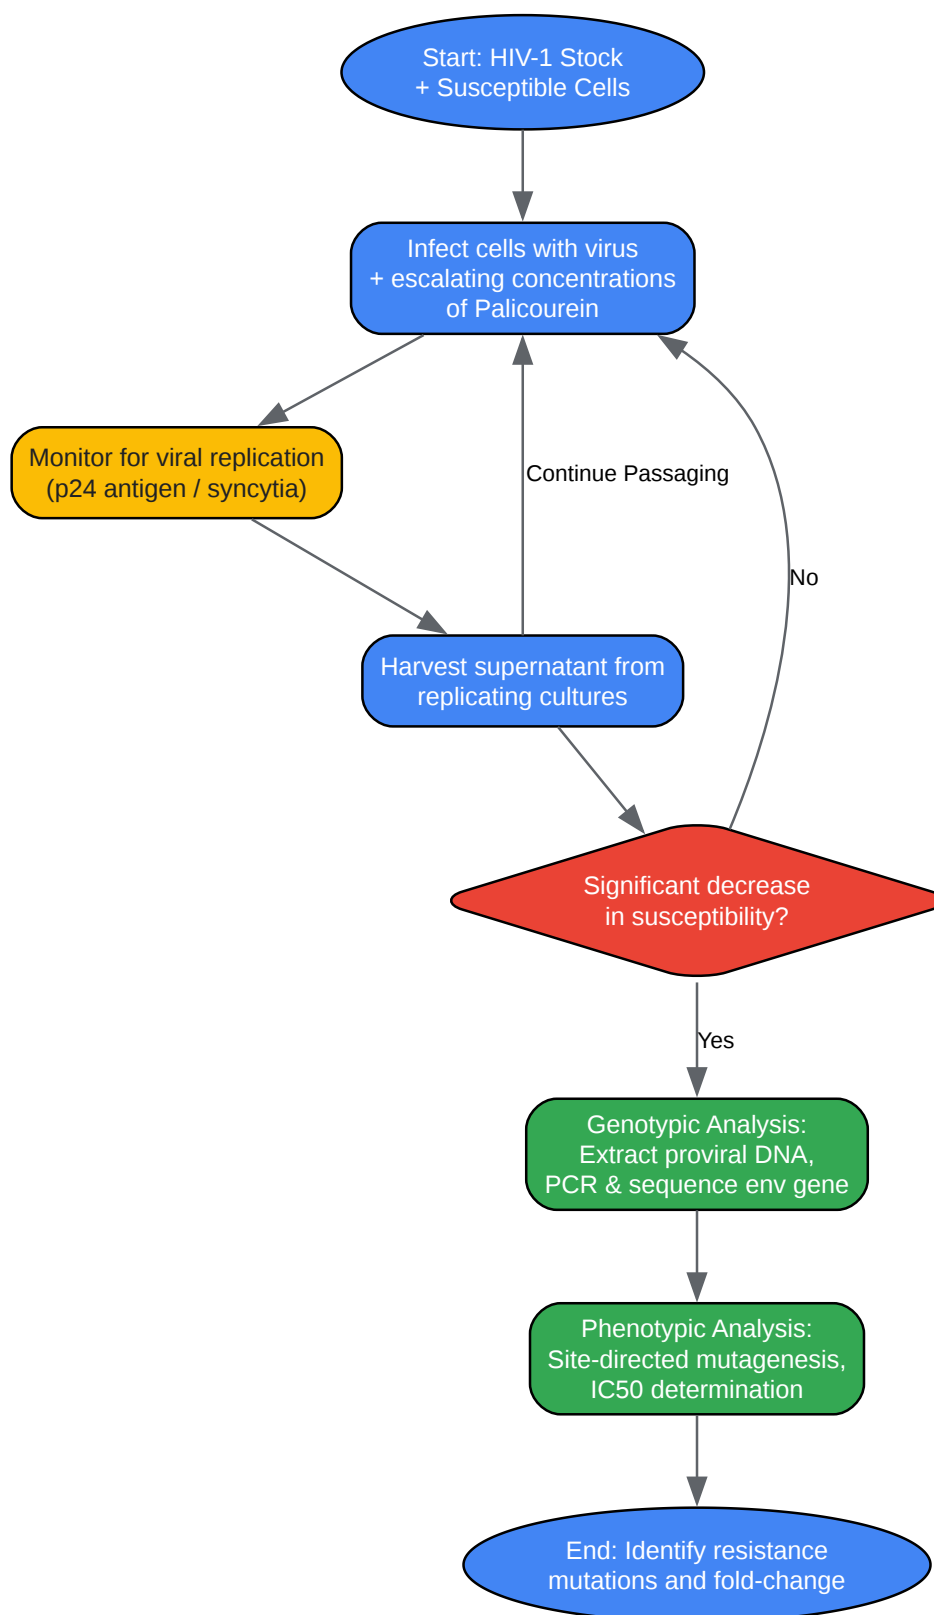 Start: HIV-1 Stock
+ Susceptible Cells
Infect cells with virus
+ escalating concentrations
of Palicourein
Monitor for viral replication
(p24 antigen / syncytia)
Continue Passaging
No
Harvest supernatant from
replicating cultures
Significant decrease
in susceptibility?
Yes
Genotypic Analysis:
Extract proviral DNA,
PCR & sequence env gene
Phenotypic Analysis:
Site-directed mutagenesis,
IC50 determination
End: Identify resistance
mutations and fold-change